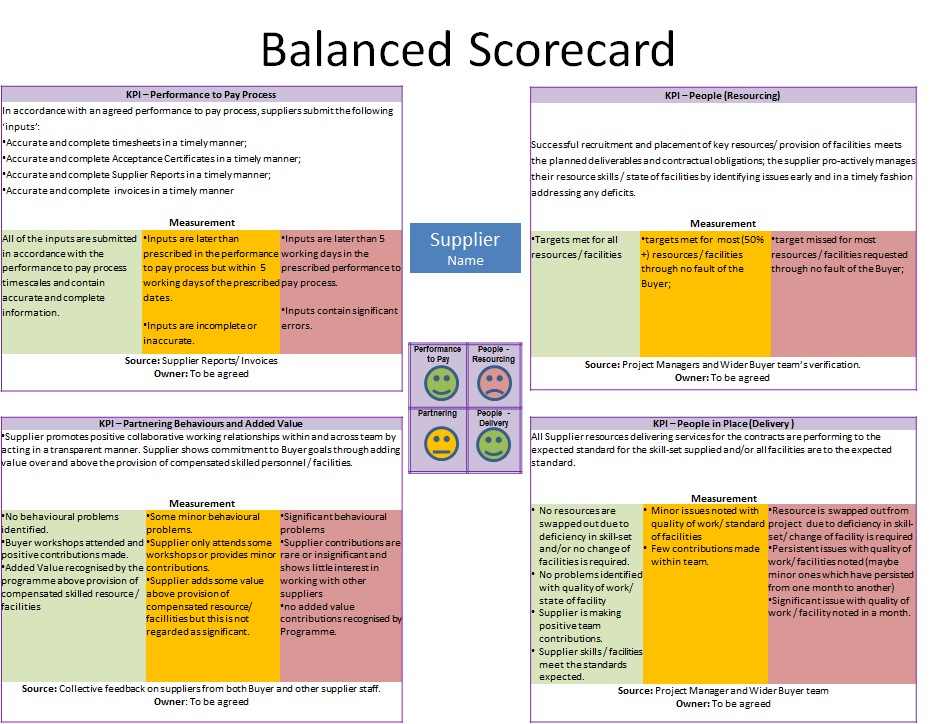 Balanced Scorecard
KPI – Performance to Pay Process
In accordance with an agreed performance to pay process, suppliers submit the following
‘inputs’:
•Accurate and complete timesheets in a timely manner;
•Accurate and complete Acceptance Certificates in a timely manner;
•Accurate and complete Supplier Reports in a timely manner;
•Accurate and complete invoices in a timely manner
Measurement
All of the inputs are submitted
in accordance with the
performance to pay process
timescales and contain
accurate and complete
information.
•Inputs are later than
prescribed in the performance
to pay process but within 5
working days of the prescribed
dates.
•Inputs are incomplete or
inaccurate.
•Inputs are later than 5
working days in the
prescribed performance to
pay process.
•Inputs contain significant
errors.
Source: Supplier Reports/ Invoices
Owner: To be agreed
KPI – People (Resourcing)
Successful recruitment and placement of key resources/ provision of facilities meets
the planned deliverables and contractual obligations; the supplier pro-actively manages
their resource skills / state of facilities by identifying issues early and in a timely fashion
addressing any deficits.
Measurement
•Targets met for all
resources / facilities
•targets met for most (50%
+) resources / facilities
through no fault of the
Buyer;
•target missed for most
resources / facilities requested
through no fault of the Buyer;
Source: Project Managers and Wider Buyer team’s verification.
Owner: To be agreed
Supplier
Name
Performance
to Pay
People -
Resourcing
Partnering
People -
Delivery
KPI – Partnering Behaviours and Added Value
•Supplier promotes positive collaborative working relationships within and across team by
acting in a transparent manner. Supplier shows commitment to Buyer goals through adding
value over and above the provision of compensated skilled personnel / facilities.
Measurement
•No behavioural problems
identified.
•Buyer workshops attended and
positive contributions made.
•Added Value recognised by the
programme above provision of
compensated skilled resource /
facilities
•Some minor behavioural
problems.
•Supplier only attends some
workshops or provides minor
contributions.
•Supplier adds some value
above provision of
compensated resource/
facillities but this is not
regarded as significant.
•Significant behavioural
problems
•Supplier contributions are
rare or insignificant and
shows little interest in
working with other
suppliers
•no added value
contributions recognised by
Programme.
Source: Collective feedback on suppliers from both Buyer and other supplier staff.
Owner: To be agreed
KPI – People in Place (Delivery )
All Supplier resources delivering services for the contracts are performing to the
expected standard for the skill-set supplied and/or all facilities are to the expected
standard.
Measurement
• No resources are
swapped out due to
deficiency in skill-set
and/or no change of
facilities is required.
• No problems identified
with quality of work/
state of facility
• Supplier is making
positive team
contributions.
• Supplier skills / facilities
meet the standards
expected.
• Minor issues noted with
quality of work/ standard
of facilities
• Few contributions made
within team.
•Resource is swapped out from
project due to deficiency in skill-
set/ change of facility is required
•Persistent issues with quality of
work/ facilities noted (maybe
minor ones which have persisted
from one month to another)
•Significant issue with quality of
work / facility noted in a month.
Source: Project Manager and Wider Buyer team
Owner: To be agreed